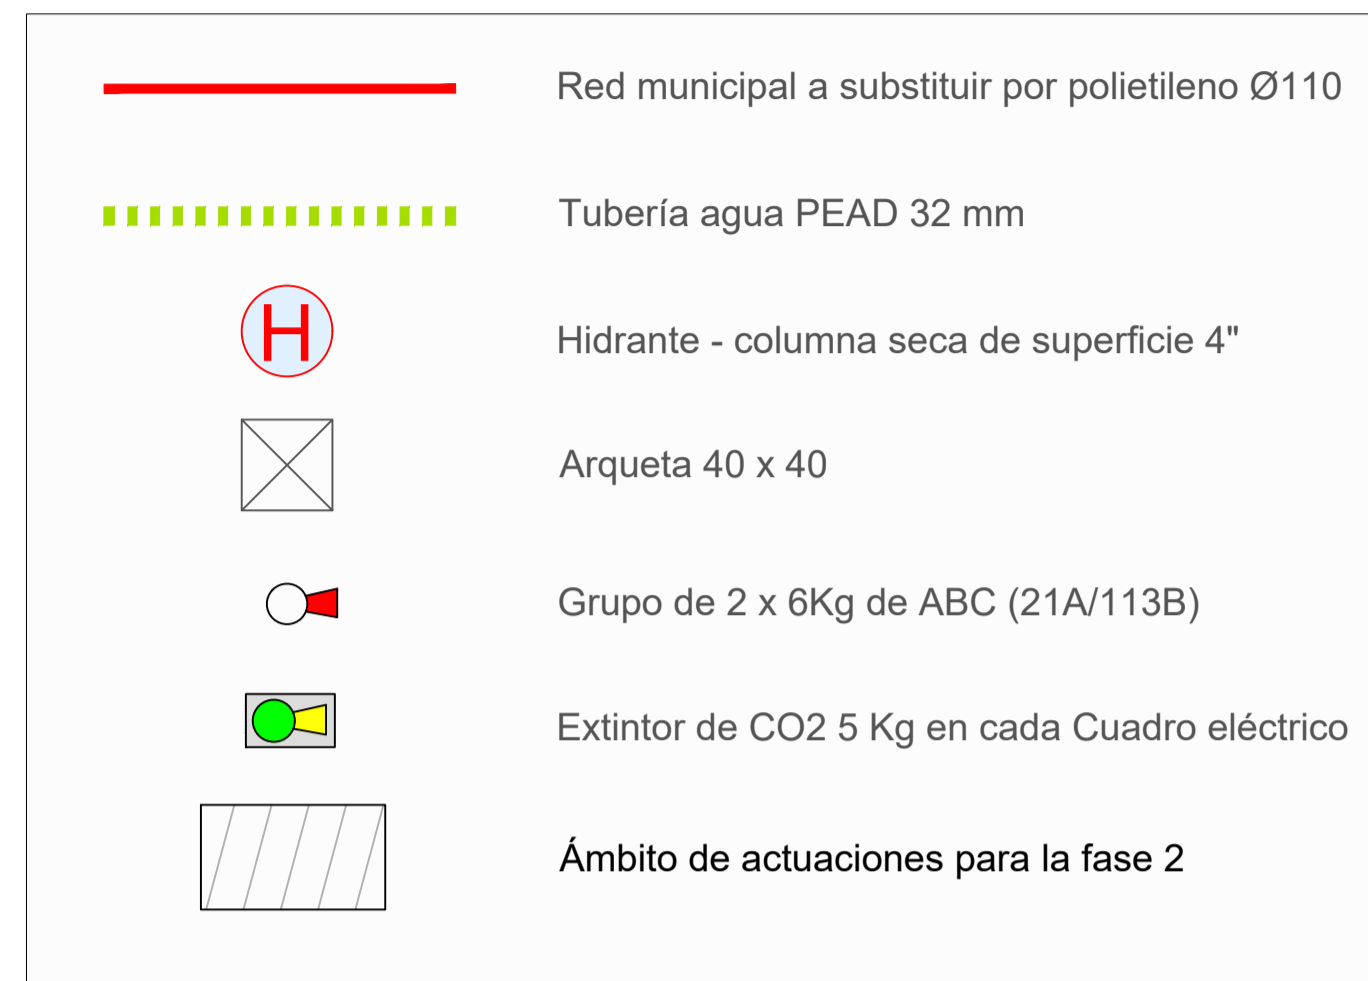 Red municipal a substituir por polietileno Ø110
Tubería agua PEAD 32 mm
H
Hidrante - columna seca de superficie 4"
Arqueta 40 x 40
Grupo de 2 x 6Kg de ABC (21A/113B)
Extintor de CO2 5 Kg en cada Cuadro eléctrico
Ámbito de actuaciones para la fase 2